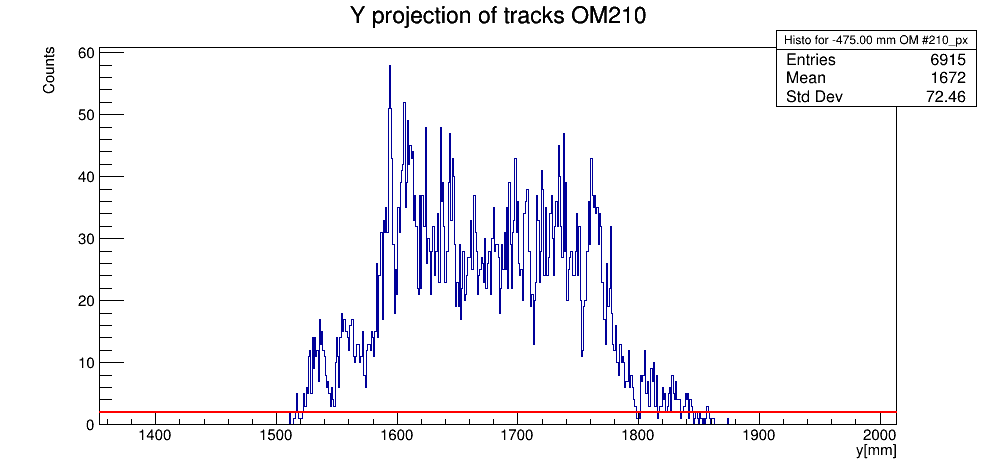 Y projection of tracks OM210
Histo for -475.00 mm OM #210_px
Entries 6915
Mean 1672
Std Dev 72.46
Counts
60
50
40
30
20
10
0
1400 1500 1600 1700 1800 1900 2000
y[mm]